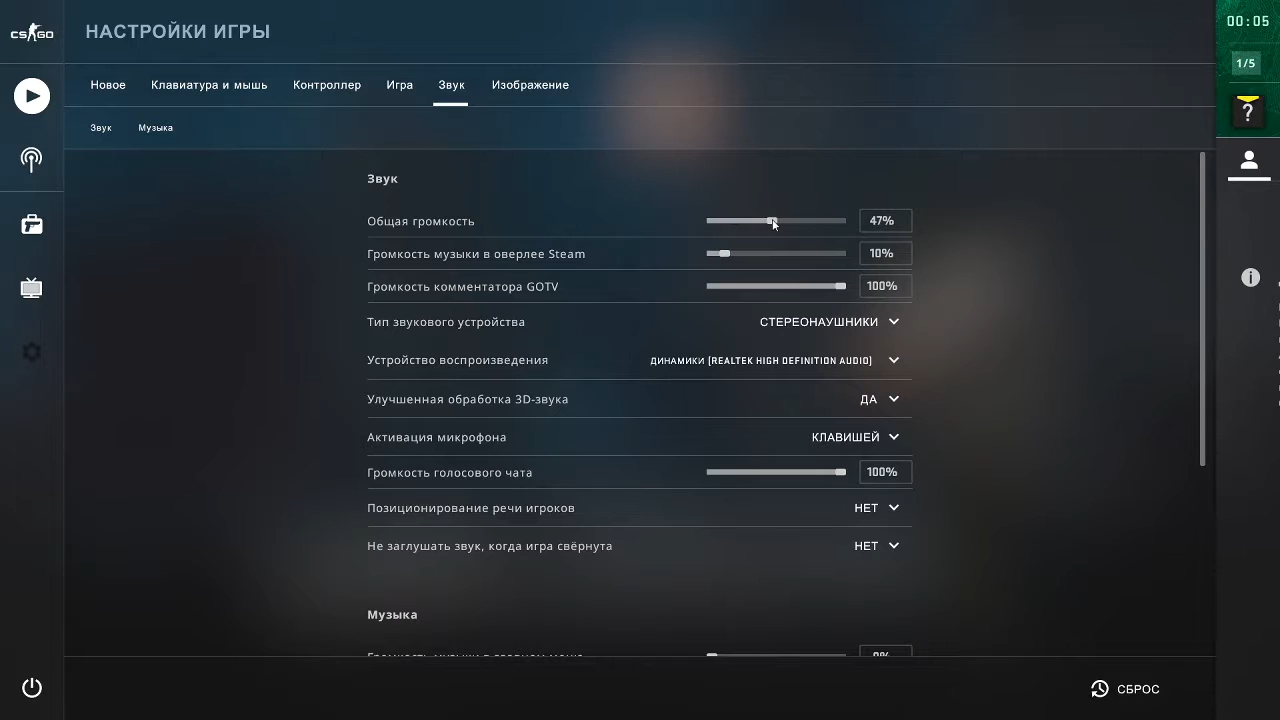 CS GO
НАСТРОЙКИ ИГРЫ
00:05
1/5
?
Новое Клавиатура и мышь Контроллер Игра Звук Изображение
Звук Музыка
Звук
Общая громкость 47%
Громкость музыки в оверлее Steam 10%
Громкость комментатора GOTV 100%
Тип звукового устройства СТЕРЕОНАУШНИКИ
Устройство воспроизведения ДИНАМИКИ (REALTEK HIGH DEFINITION AUDIO)
Улучшенная обработка 3D-звука ДА
Активация микрофона КЛАВИШЕЙ
Громкость голосового чата 100%
Позиционирование речи игроков НЕТ
Не заглушать звук, когда игра свёрнута НЕТ
Музыка
СБРОС